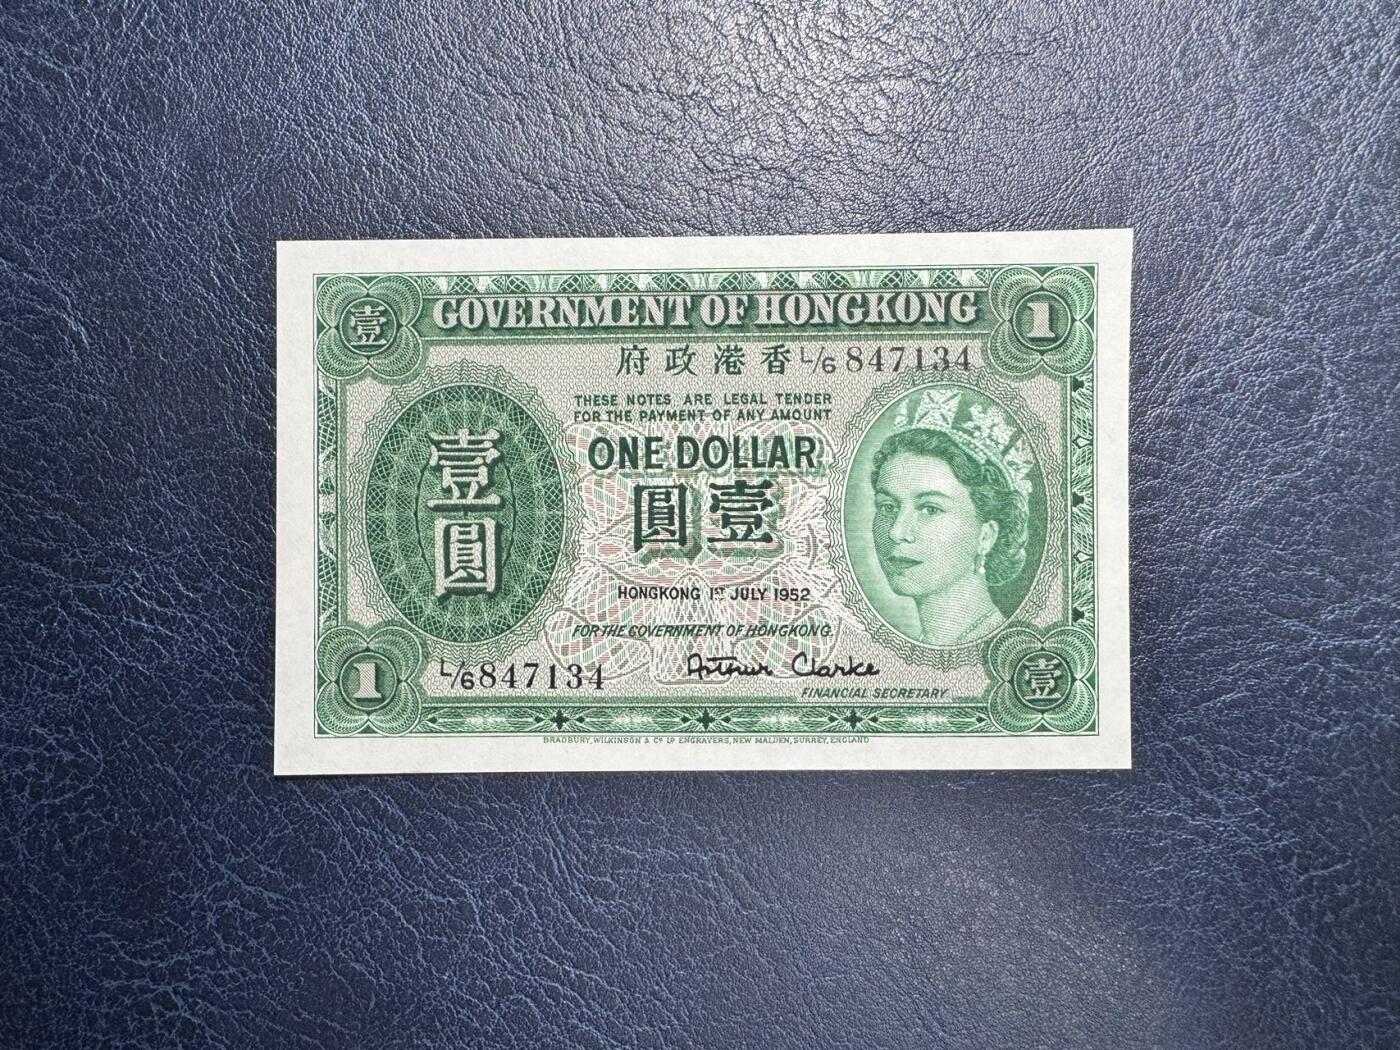 壹 GOVERNMENT OF HONGKONG 1
府政港香 L/6 847134
THESE NOTES ARE LEGAL TENDER
FOR THE PAYMENT OF ANY AMOUNT
ONE DOLLAR
圓壹
壹
圓
HONGKONG 1ST JULY 1952
FOR THE GOVERNMENT OF HONGKONG.
1 L/6 847134
Arthur Clarke
FINANCIAL SECRETARY
壹
BRADBURY, WILKINSON & Co Ld ENGRAVERS, NEW MALDEN, SURREY, ENGLAND